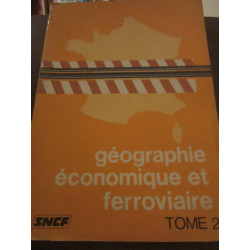 géographie
économique et
ferroviaire
SNCF
TOME 2